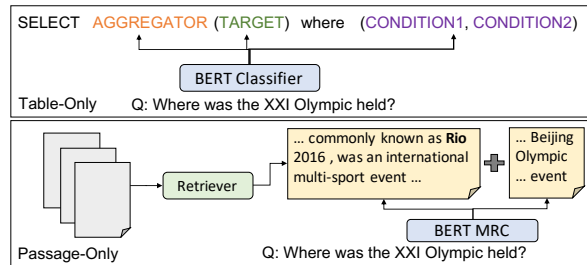 SELECT AGGREGATOR (TARGET) where (CONDITION1, CONDITION2)
BERT Classifier
Q: Where was the XXI Olympic held?
Table-Only
... commonly known as Rio
2016 , was an international
multi-sport event ...
... Beijing
Olympic
... event
Retriever
BERT MRC
Q: Where was the XXI Olympic held?
Passage-Only